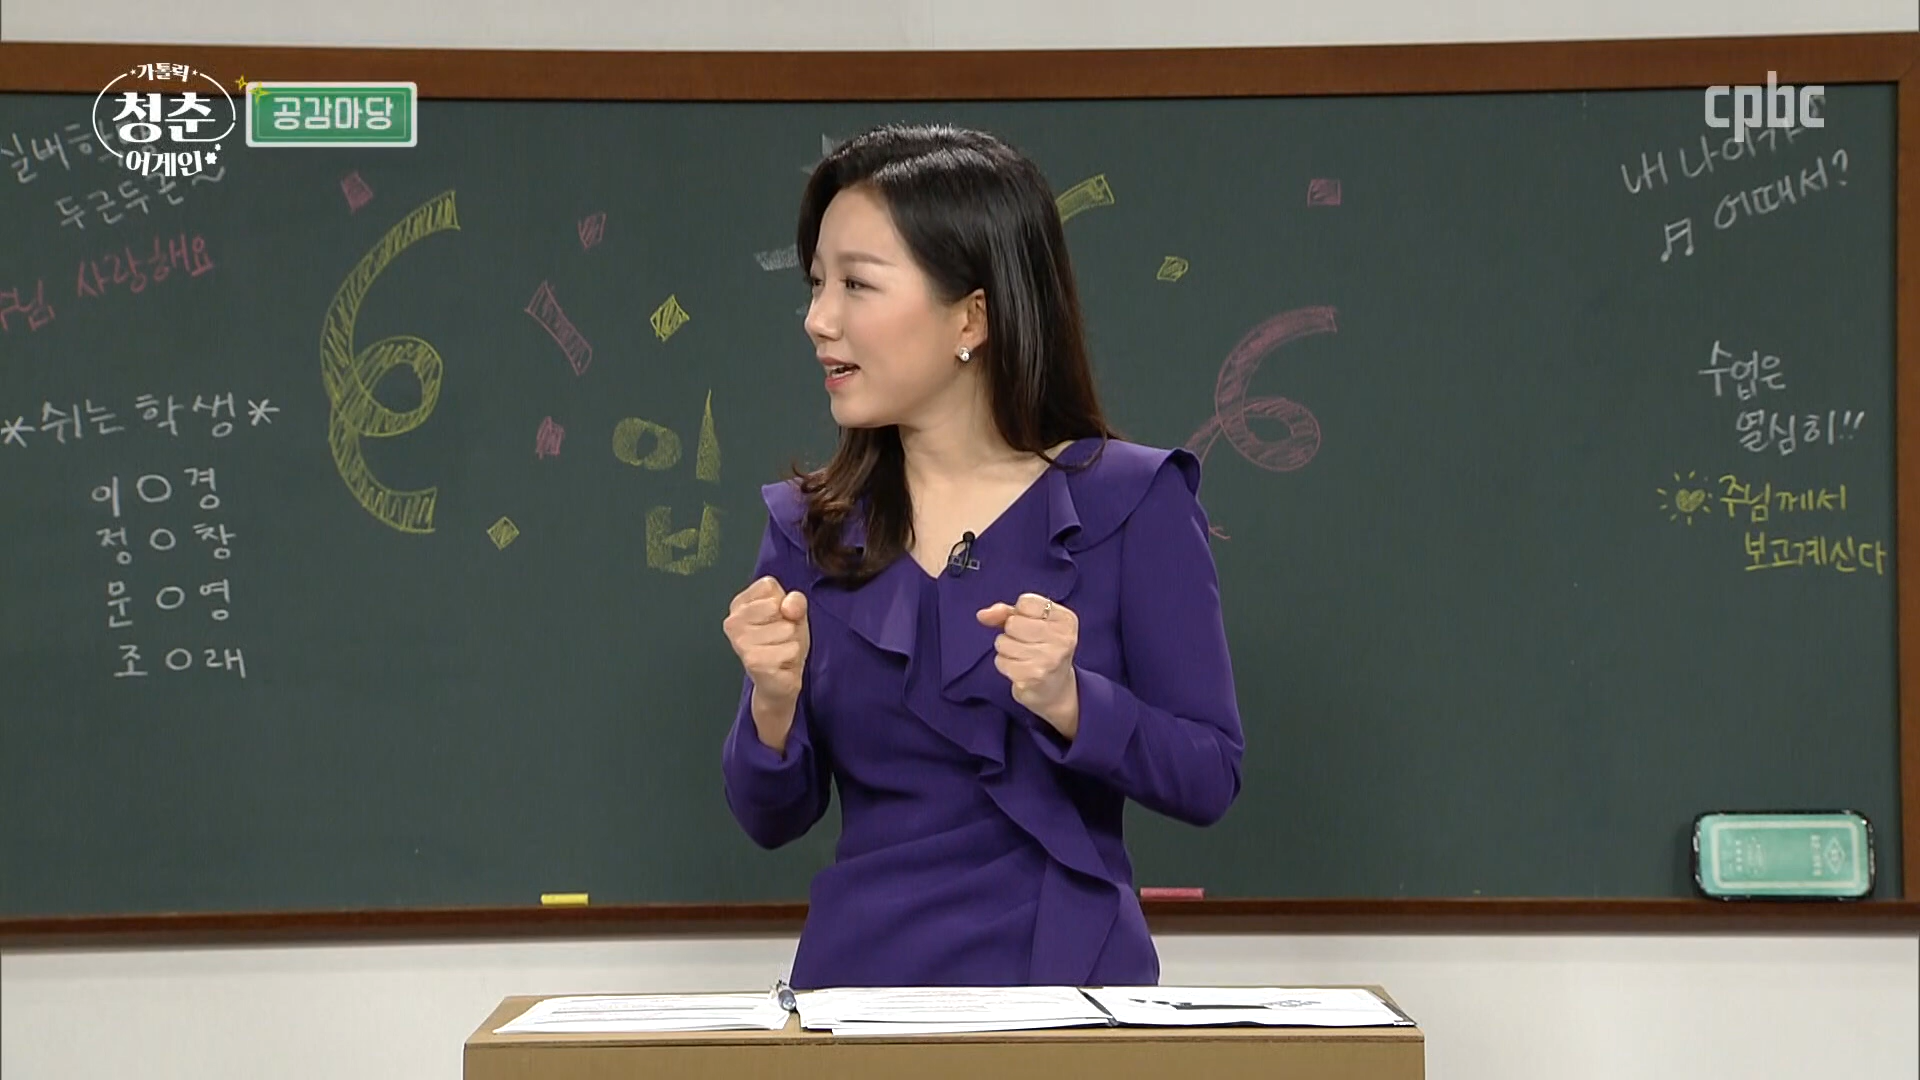 가톨릭
청춘
어게인
공감마당
cpbc
두근두근~
사랑해요
*쉬는 학생*
이○경
정○창
문○영
조○래
입
내 나이가
어때서?
수업은
열심히!!
주님께서
보고계신다